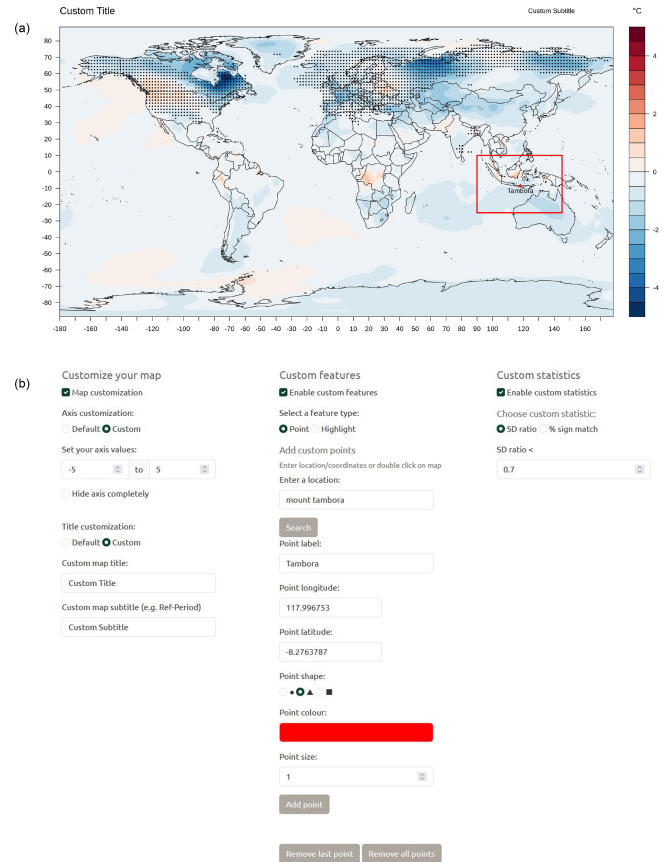 Custom Title
Custom Subtitle
°C
(a)
80
70
60
50
40
30
20
10
0
-10
-20
-30
-40
-50
-60
-70
-80
-180 -160 -140 -120 -100 -80 -70 -60 -50 -40 -30 -20 -10 0 10 20 30 40 50 60 70 80 90 100 120 140 160
Tambora
4
2
0
-2
-4
(b)
Customize your map
Map customization
Axis customization:
Default Custom
Set your axis values:
-5 to 5
Hide axis completely
Title customization:
Default Custom
Custom map title:
Custom Title
Custom map subtitle (e.g. Ref-Period)
Custom Subtitle
Custom features
Enable custom features
Select a feature type:
Point Highlight
Add custom points
Enter location/coordinates or double click on map
Enter a location:
mount tambora
Search
Point label:
Tambora
Point longitude:
117.996753
Point latitude:
-8.2763787
Point shape:
Point colour:
Point size:
1
Add point
Remove last point Remove all points
Custom statistics
Enable custom statistics
Choose custom statistic:
SD ratio % sign match
SD ratio <
0.7